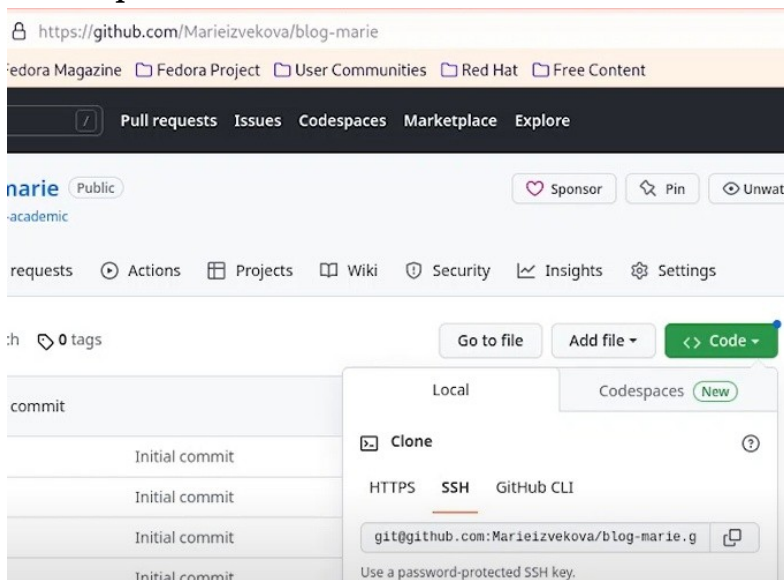 https://github.com/Marieizvekova/blog-marie
Fedora Magazine Fedora Project User Communities Red Hat Free Content
/ Pull requests Issues Codespaces Marketplace Explore
marie Public Sponsor Pin Unwat
-academic
requests Actions Projects Wiki Security Insights Settings
0 tags Go to file Add file Code
Local Codespaces New
commit
Clone
Initial commit
HTTPS SSH GitHub CLI
Initial commit
git@github.com:Marieizvekova/blog-marie.g
Initial commit
Use a password-protected SSH key.
Initial commit